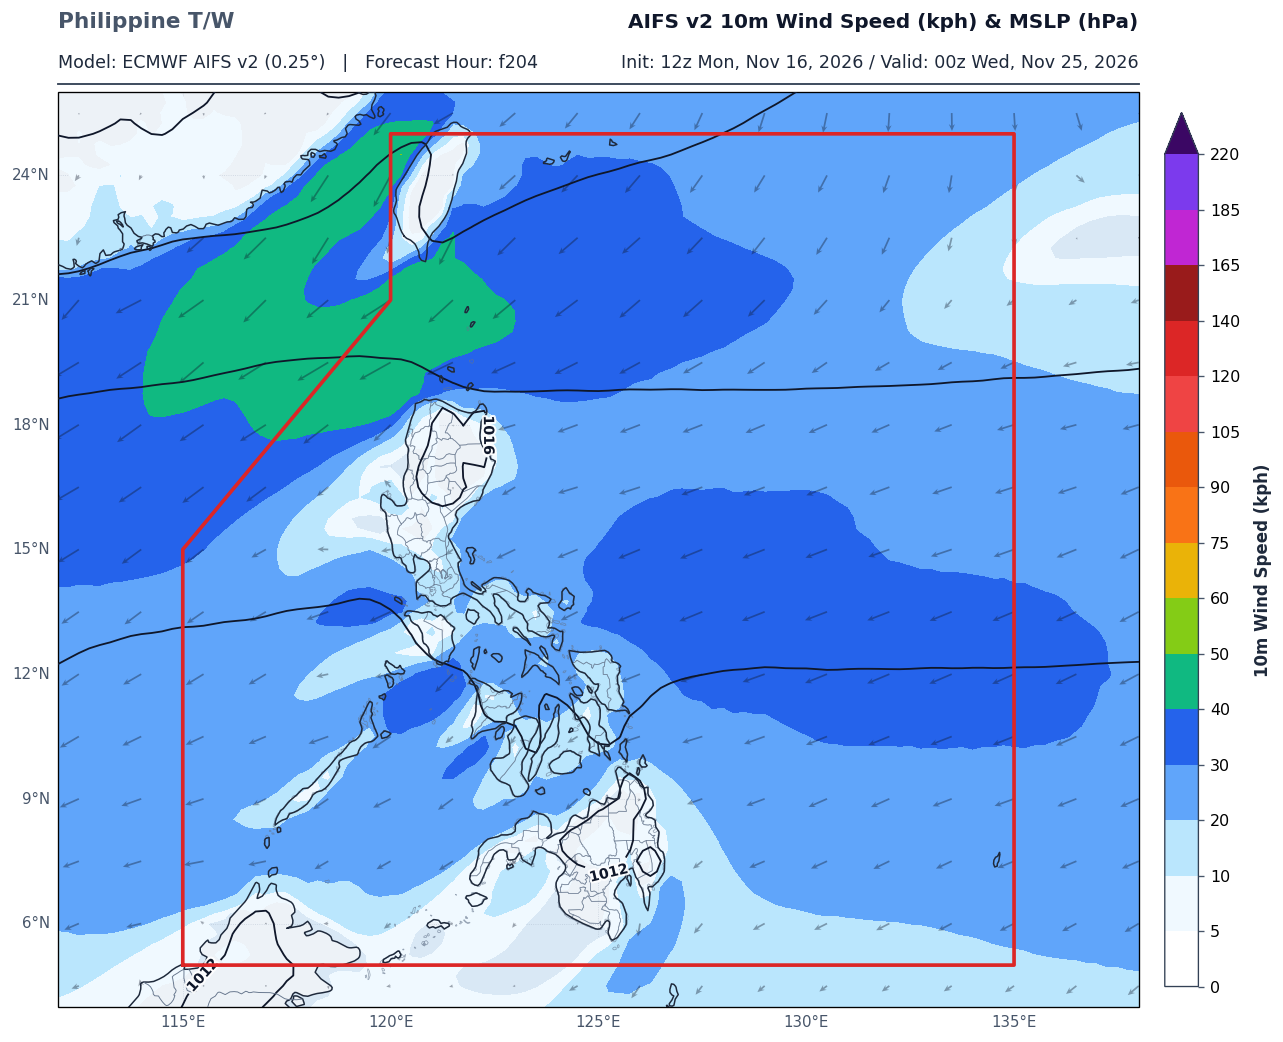 Philippine T/W
AIFS v2 10m Wind Speed (kph) & MSLP (hPa)
Model: ECMWF AIFS v2 (0.25°) | Forecast Hour: f204
Init: 12z Mon, Nov 16, 2026 / Valid: 00z Wed, Nov 25, 2026
24°N
21°N
18°N
15°N
12°N
9°N
6°N
1016
1012
1012
115°E
120°E
125°E
130°E
135°E
220
185
165
140
120
105
90
75
60
50
40
30
20
10
5
0
10m Wind Speed (kph)